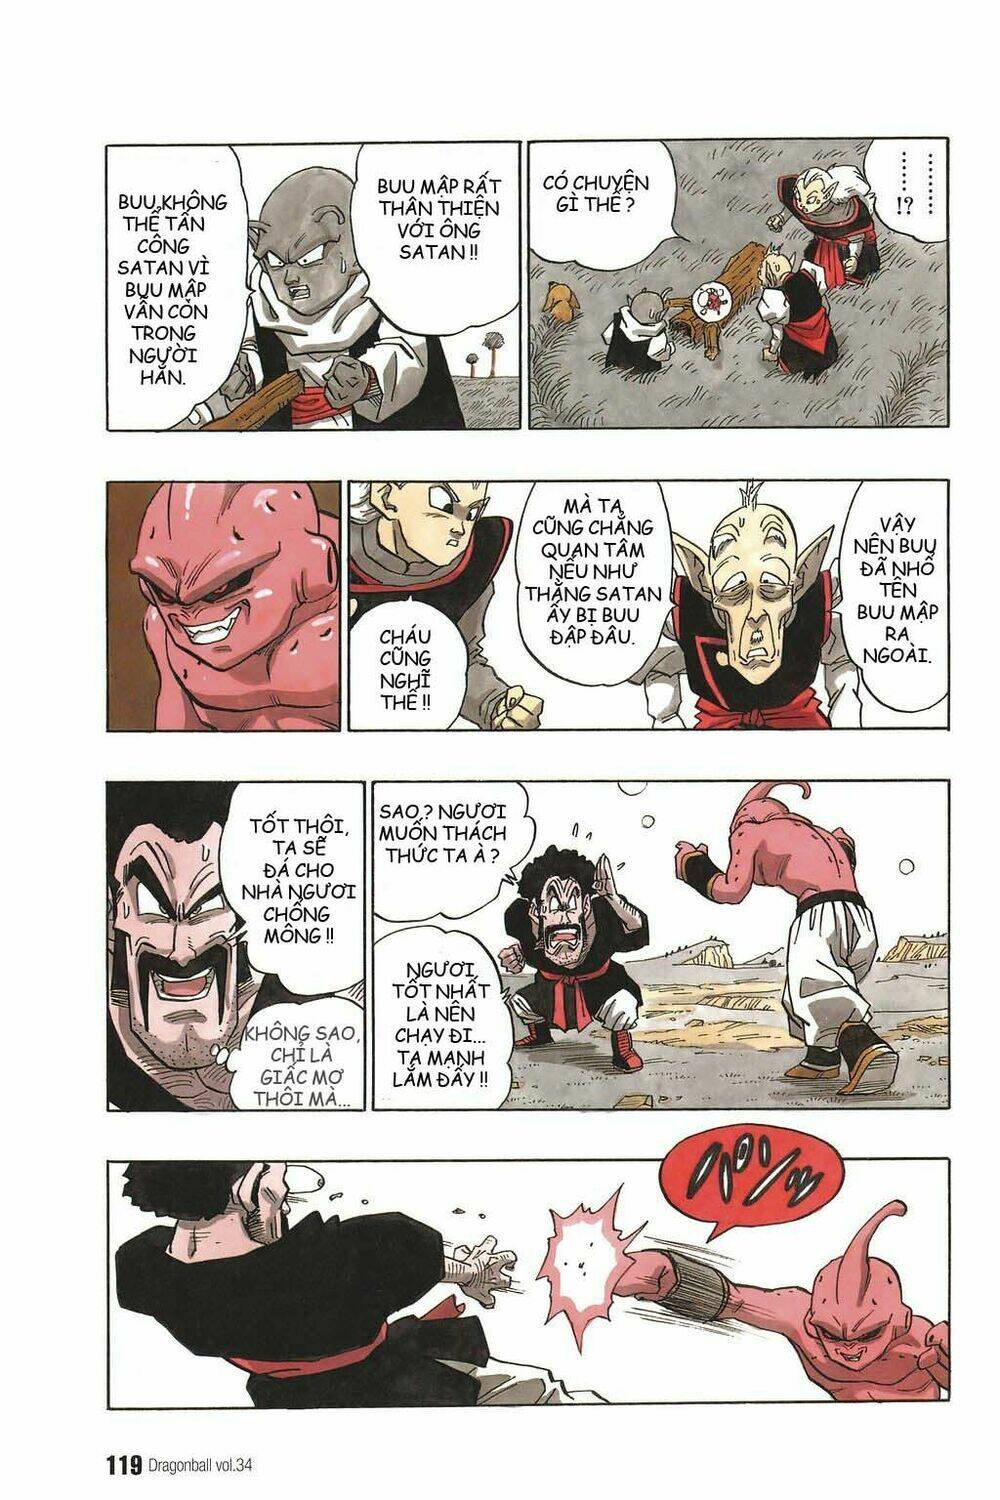 ………
……!?
CÓ CHUYỆN
GÌ THẾ?
BUU MẬP RẤT
THÂN THIỆN
VỚI ÔNG
SATAN!!
BUU KHÔNG
THỂ TẤN
CÔNG
SATAN VÌ
BUU MẬP
VẪN CÒN
TRONG
NGƯỜI
HẮN.
VẬY
NÊN BUU
ĐÃ NHỔ
TÊN
BUU MẬP
RA
NGOÀI.
MÀ TA
CŨNG CHẲNG
QUAN TÂM
NẾU NHƯ
THẰNG SATAN
ẤY BỊ BUU
ĐẬP ĐÂU.
CHÁU
CŨNG
NGHĨ
THẾ!!
SAO? NGƯƠI
MUỐN THÁCH
THỨC TA À?
NGƯƠI
TỐT NHẤT
LÀ NÊN
CHẠY ĐI...
TA MẠNH
LẮM ĐẤY!!
TỐT THÔI,
TA SẼ
ĐÁ CHO
NHÀ NGƯƠI
CHỔNG
MÔNG!!
KHÔNG SAO,
CHỈ LÀ
GIẤC MƠ
THÔI MÀ...
ペンッ
119 Dragonball vol.34